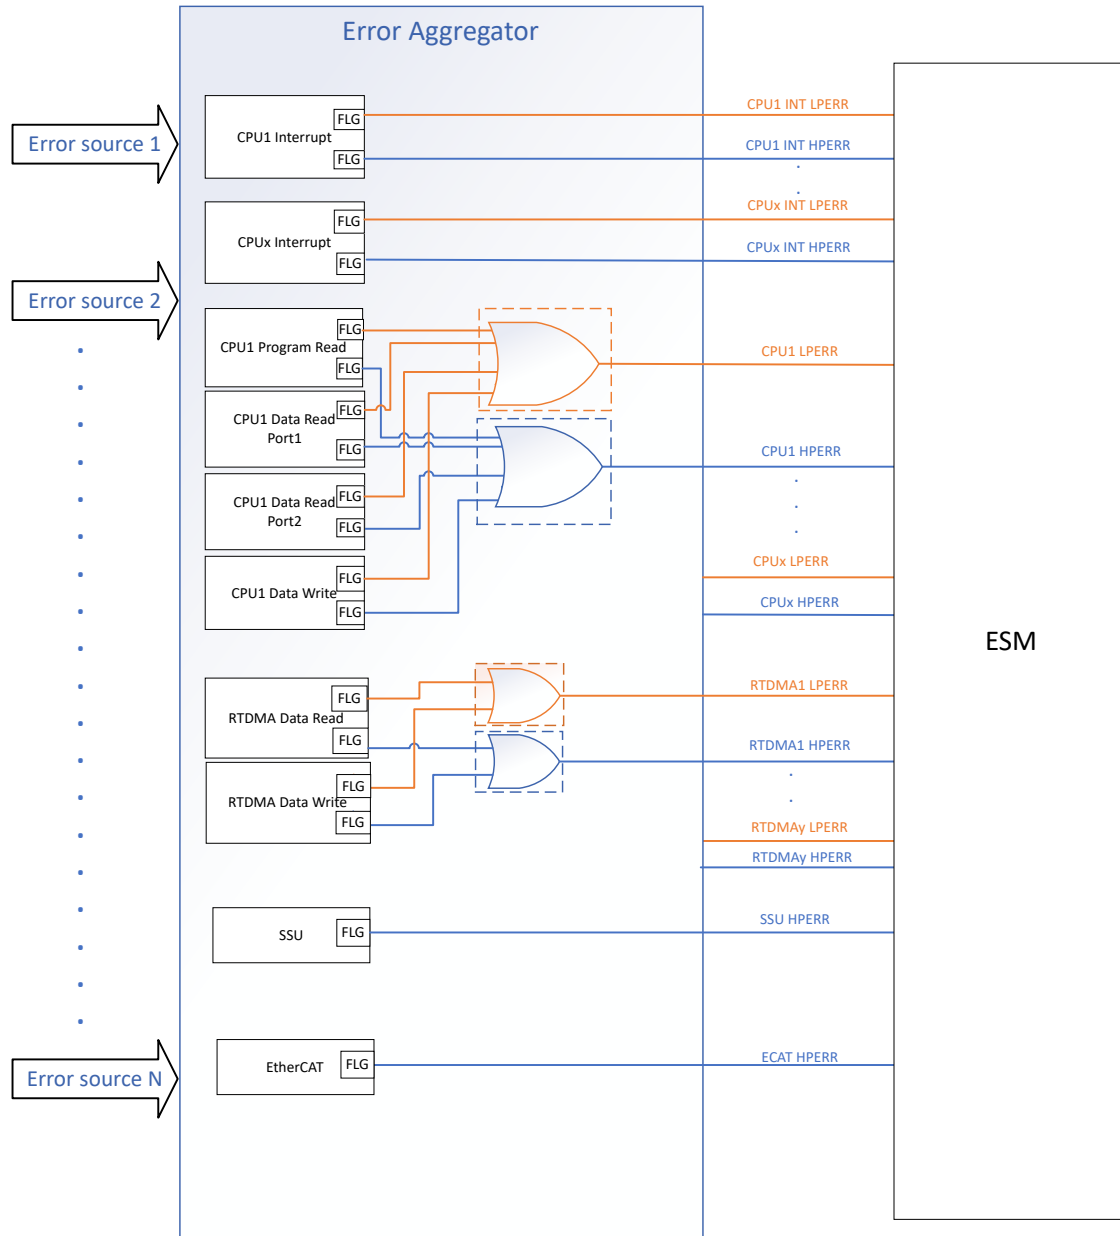 Error Aggregator
Error source 1
CPU1 Interrupt
FLG
FLG
CPU1 INT LPERR
CPU1 INT HPERR
CPUx Interrupt
FLG
FLG
CPUx INT LPERR
CPUx INT HPERR
Error source 2
CPU1 Program Read
FLG
FLG
CPU1 LPERR
CPU1 Data Read
Port1
FLG
FLG
CPU1 HPERR
CPU1 Data Read
Port2
FLG
FLG
CPU1 Data Write
FLG
FLG
CPUx LPERR
CPUx HPERR
ESM
RTDMA Data Read
FLG
FLG
RTDMA1 LPERR
RTDMA1 HPERR
RTDMA Data Write
FLG
FLG
RTDMAy LPERR
RTDMAy HPERR
SSU
FLG
SSU HPERR
EtherCAT
FLG
ECAT HPERR
Error source N